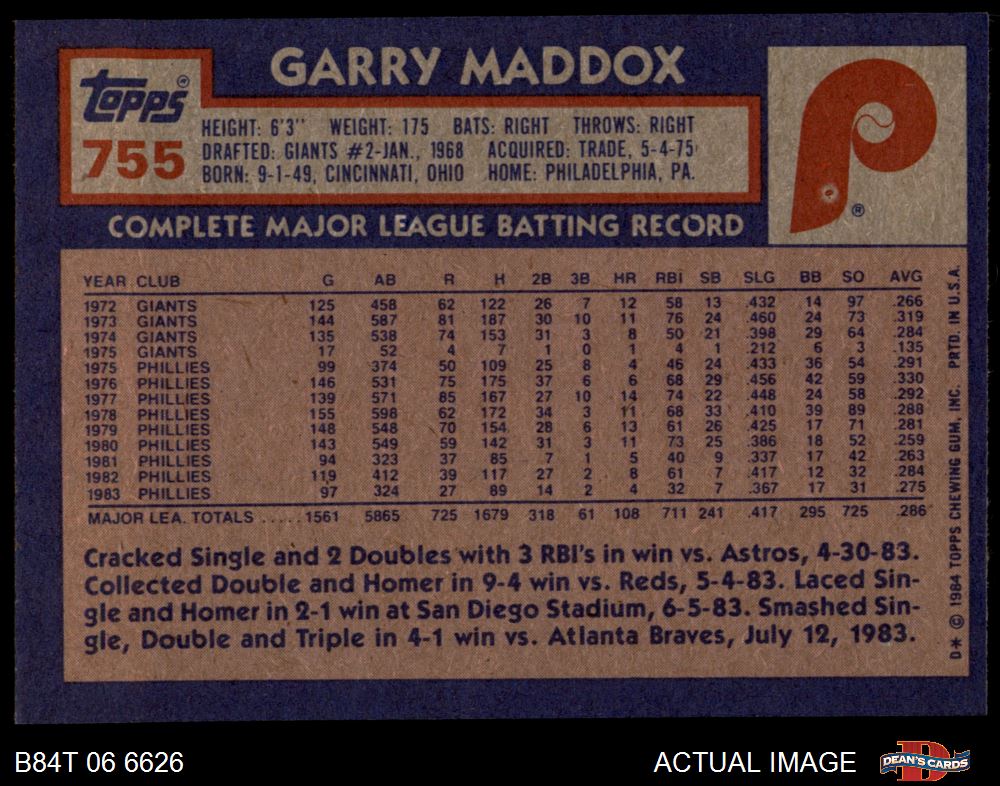 GARRY MADDOX
Topps ®
755
HEIGHT: 6'3" WEIGHT: 175 BATS: RIGHT THROWS: RIGHT
DRAFTED: GIANTS #2-JAN., 1968 ACQUIRED: TRADE, 5-4-75
BORN: 9-1-49, CINCINNATI, OHIO HOME: PHILADELPHIA, PA.
P ®
COMPLETE MAJOR LEAGUE BATTING RECORD
YEAR CLUB G AB R H 2B 3B HR RBI SB SLG BB SO AVG
1972 GIANTS 125 458 62 122 26 7 12 58 13 .432 14 97 .266
1973 GIANTS 144 587 81 187 30 10 11 76 24 .460 24 73 .319
1974 GIANTS 135 538 74 153 31 3 8 50 21 .398 29 64 .284
1975 GIANTS 17 52 4 7 1 0 1 4 1 .212 6 3 .135
1975 PHILLIES 99 374 50 109 25 8 4 46 24 .433 36 54 .291
1976 PHILLIES 146 531 75 175 37 6 6 68 29 .456 42 59 .330
1977 PHILLIES 139 571 85 167 27 10 14 74 22 .448 24 58 .292
1978 PHILLIES 155 598 62 172 34 3 11 68 33 .410 39 89 .288
1979 PHILLIES 148 548 70 154 28 6 13 61 26 .425 17 71 .281
1980 PHILLIES 143 549 59 142 31 3 11 73 25 .386 18 52 .259
1981 PHILLIES 94 323 37 85 7 1 5 40 9 .337 17 42 .263
1982 PHILLIES 119 412 39 117 27 2 8 61 7 .417 12 32 .284
1983 PHILLIES 97 324 27 89 14 2 4 32 7 .367 17 31 .275
MAJOR LEA. TOTALS ..... 1561 5865 725 1679 318 61 108 711 241 .417 295 725 .286
Cracked Single and 2 Doubles with 3 RBI's in win vs. Astros, 4-30-83.
Collected Double and Homer in 9-4 win vs. Reds, 5-4-83. Laced Sin-
gle and Homer in 2-1 win at San Diego Stadium, 6-5-83. Smashed Sin-
gle, Double and Triple in 4-1 win vs. Atlanta Braves, July 12, 1983.
D* © 1984 TOPPS CHEWING GUM, INC. PRTD. IN U.S.A.
B84T 06 6626
ACTUAL IMAGE
D
DEAN'S CARDS